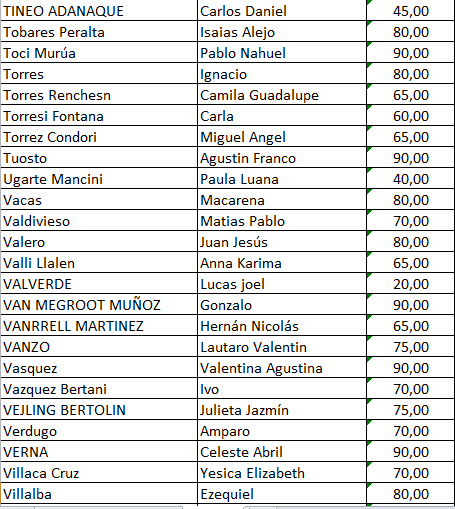 TINEO ADANAQUE Carlos Daniel 45,00
Tobares Peralta Isaias Alejo 80,00
Toci Murúa Pablo Nahuel 90,00
Torres Ignacio 80,00
Torres Renchesn Camila Guadalupe 65,00
Torresi Fontana Carla 60,00
Torrez Condori Miguel Angel 65,00
Tuosto Agustin Franco 90,00
Ugarte Mancini Paula Luana 40,00
Vacas Macarena 80,00
Valdivieso Matias Pablo 70,00
Valero Juan Jesús 80,00
Valli Llalen Anna Karima 65,00
VALVERDE Lucas joel 20,00
VAN MEGROOT MUÑOZ Gonzalo 90,00
VANRRELL MARTINEZ Hernán Nicolás 65,00
VANZO Lautaro Valentin 75,00
Vasquez Valentina Agustina 90,00
Vazquez Bertani Ivo 70,00
VEJLING BERTOLIN Julieta Jazmín 75,00
Verdugo Amparo 70,00
VERNA Celeste Abril 90,00
Villaca Cruz Yesica Elizabeth 70,00
Villalba Ezequiel 80,00